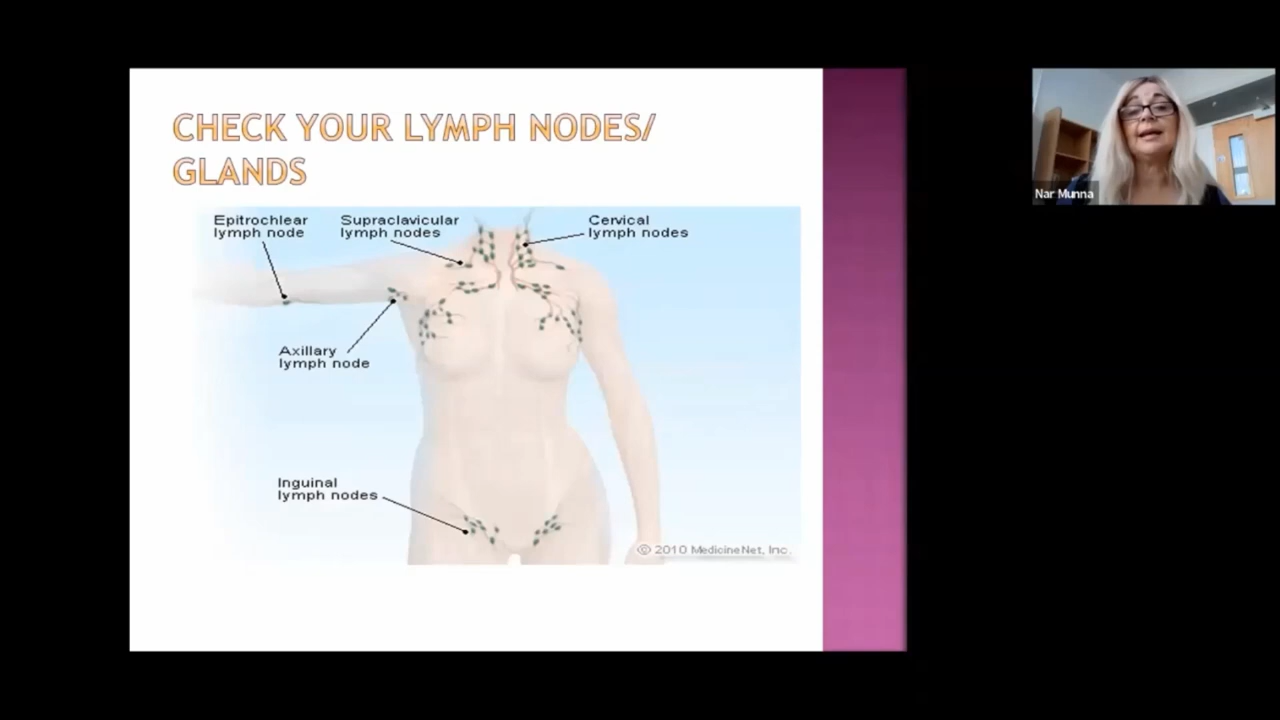 CHECK YOUR LYMPH NODES/
GLANDS
Epitrochlear
lymph node
Supraclavicular
lymph nodes
Cervical
lymph nodes
Axillary
lymph node
Inguinal
lymph nodes
© 2010 MedicineNet, Inc.
Nar Munna